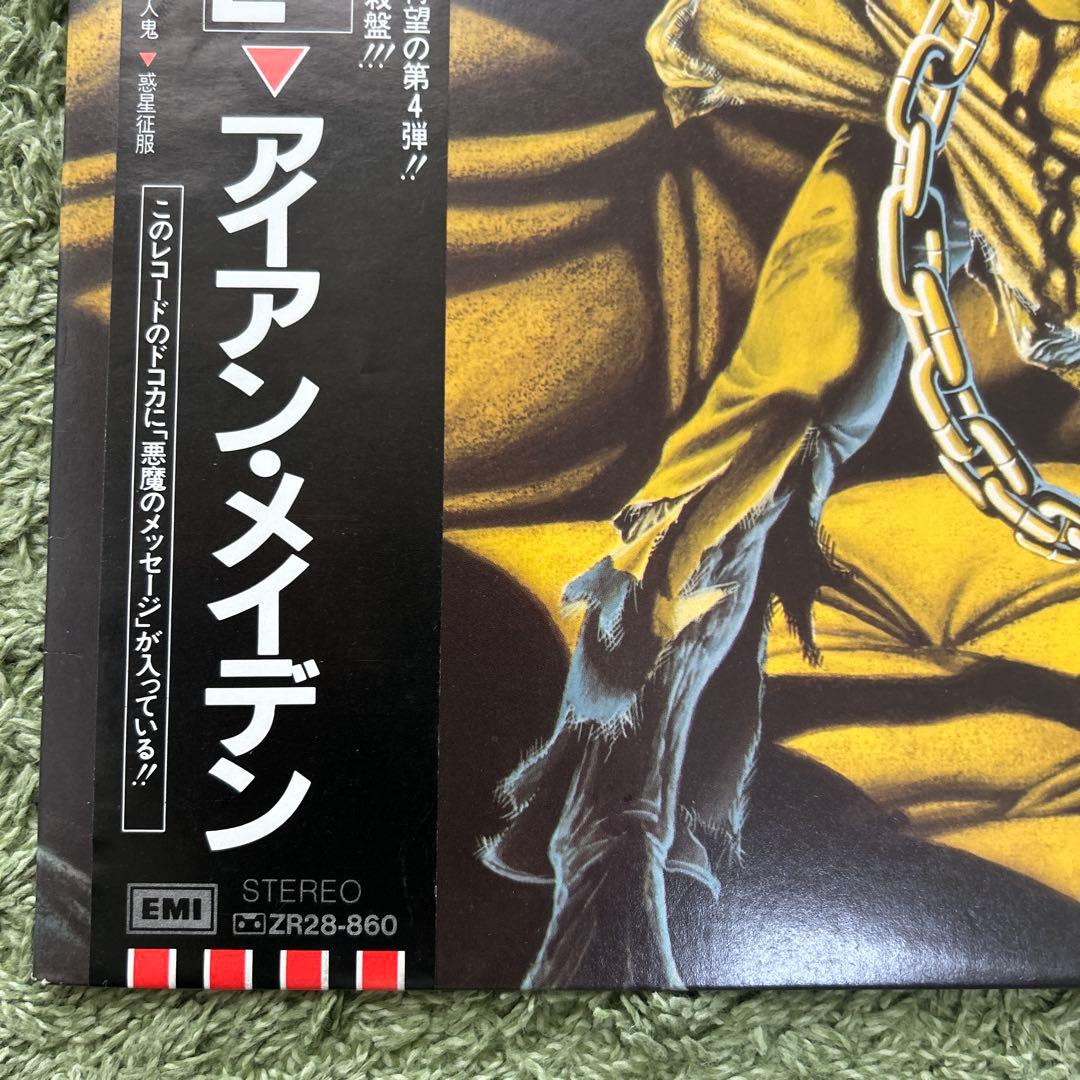 望の第4弾!!
盤!!!
アイアン・メイデン
人鬼▼惑星征服
このレコードのドコカに「悪魔のメッセージ」が入っている!!
EMI
STEREO
ZR28-860